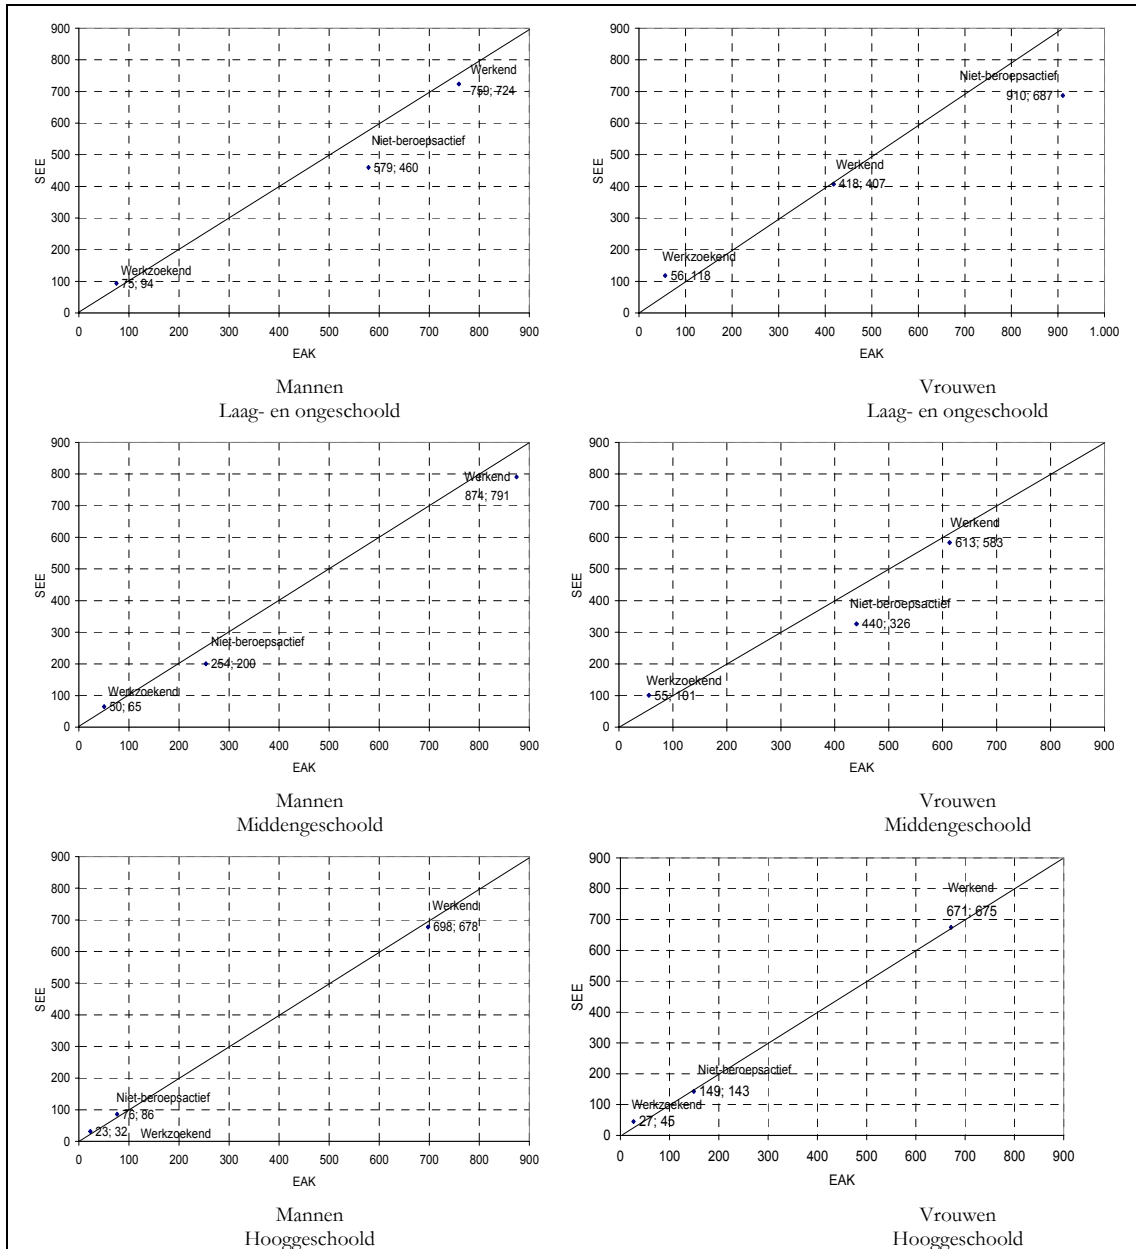 900
800
700
600
500
400
300
200
100
0
SEE
Werkend
759; 724
Niet-beroepsactief
579; 460
Werkzoekend
75; 94
0 100 200 300 400 500 600 700 800 900
EAK
Mannen
Laag- en ongeschoold
900
800
700
600
500
400
300
200
100
0
SEE
Niet-beroepsactief
910; 687
Werkend
418; 407
Werkzoekend
56; 118
0 100 200 300 400 500 600 700 800 900 1.000
EAK
Vrouwen
Laag- en ongeschoold
900
800
700
600
500
400
300
200
100
0
SEE
Werkend
874; 791
Niet-beroepsactief
254; 200
Werkzoekend
50; 65
0 100 200 300 400 500 600 700 800 900
EAK
Mannen
Middengeschoold
900
800
700
600
500
400
300
200
100
0
SEE
Werkend
613; 583
Niet-beroepsactief
440; 326
Werkzoekend
55; 101
0 100 200 300 400 500 600 700 800 900
EAK
Vrouwen
Middengeschoold
900
800
700
600
500
400
300
200
100
0
SEE
Werkend
698; 678
Niet-beroepsactief
76; 86
23; 32 Werkzoekend
0 100 200 300 400 500 600 700 800 900
EAK
Mannen
Hooggeschoold
900
800
700
600
500
400
300
200
100
0
SEE
Werkend
671; 675
Niet-beroepsactief
149; 143
Werkzoekend
27; 45
0 100 200 300 400 500 600 700 800 900
EAK
Vrouwen
Hooggeschoold